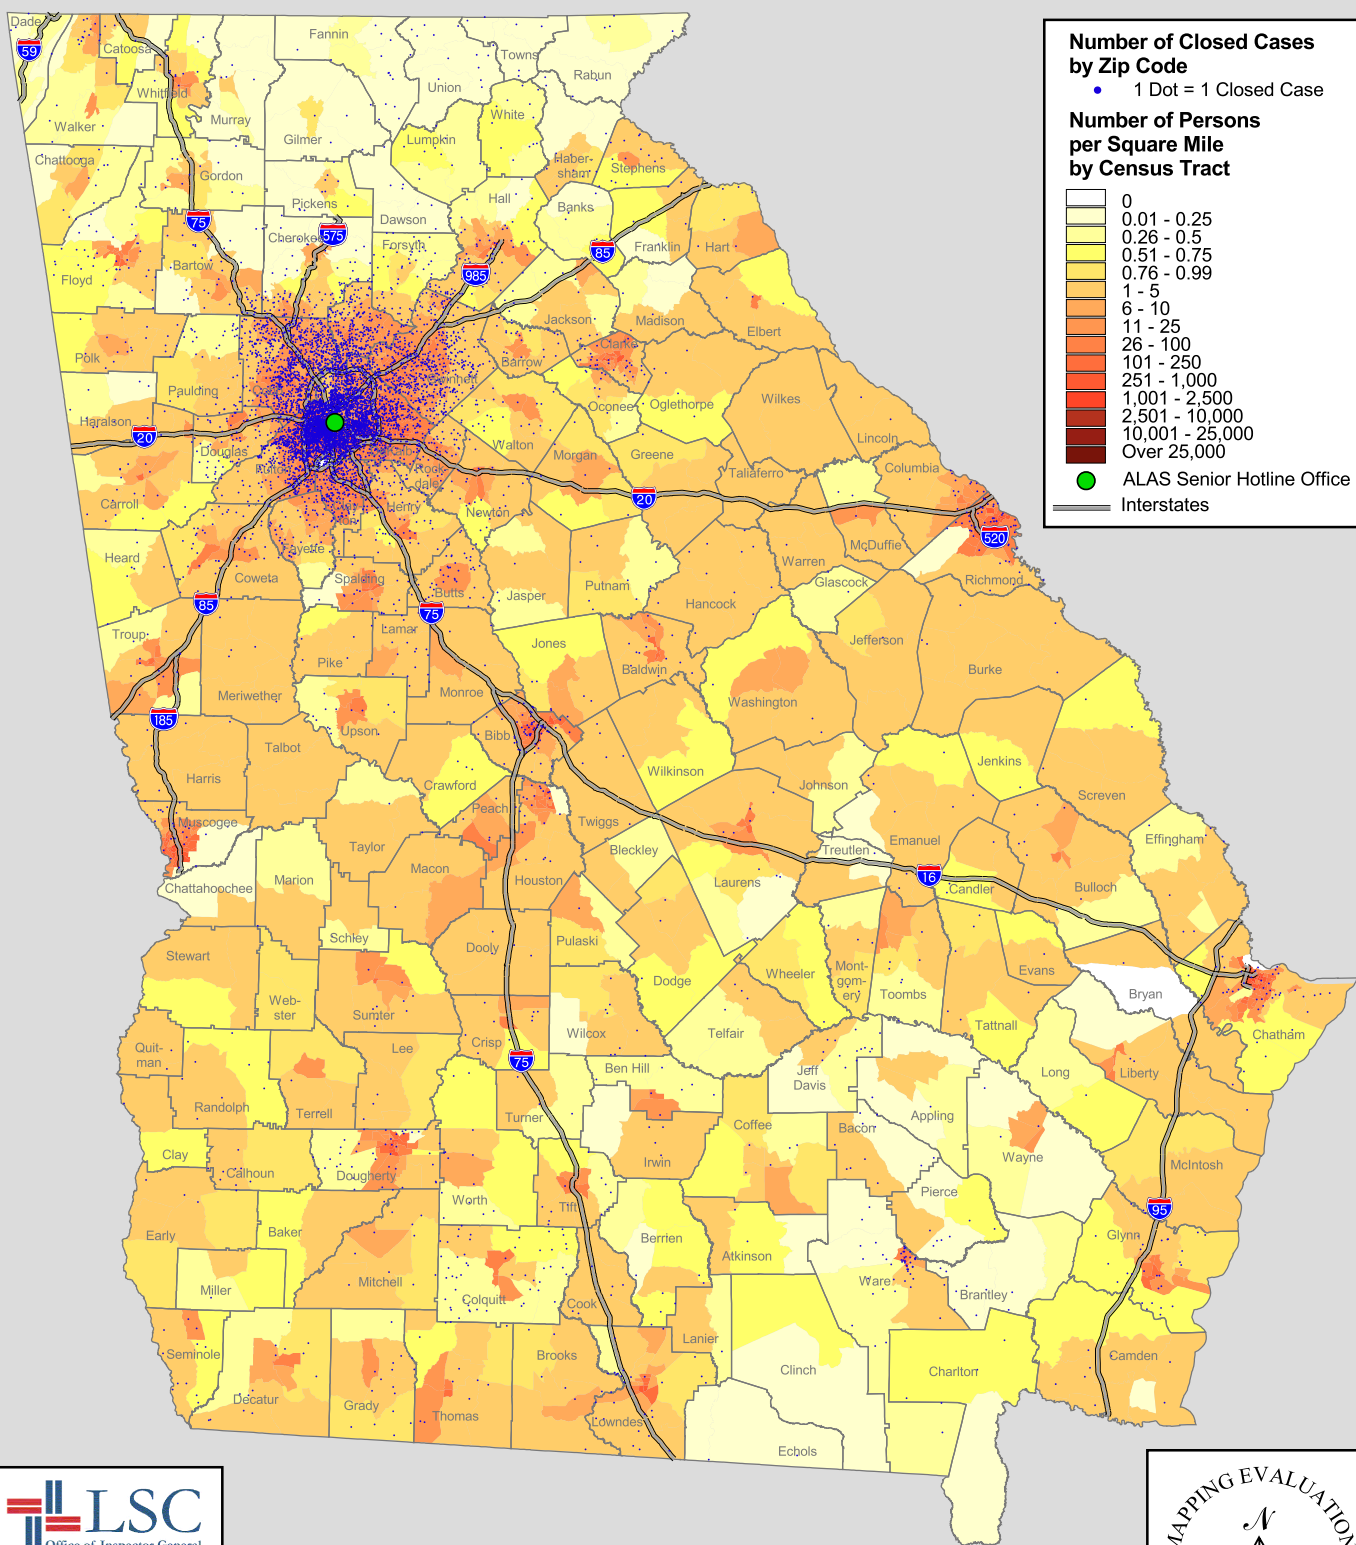 Number of Closed Cases
by Zip Code
1 Dot = 1 Closed Case
Number of Persons
per Square Mile
by Census Tract
0
0.01 - 0.25
0.26 - 0.5
0.51 - 0.75
0.76 - 0.99
1 - 5
6 - 10
11 - 25
26 - 100
101 - 250
251 - 1,000
1,001 - 2,500
2,501 - 10,000
10,001 - 25,000
Over 25,000
ALAS Senior Hotline Office
Interstates
Dade
59
Catoosa
Fannin
Towns
Rabun
Union
Whitfield
Murray
Walker
Gilmer
Lumpkin
White
Chattooga
Gordon
Haber-
sham
Stephens
Pickens
Hall
Banks
75
575
Dawson
Cherokee
Forsyth
85
Franklin
Hart
Floyd
Bartow
985
Jackson
Madison
Elbert
Polk
Clarke
Barrow
Gwinnett
Paulding
Oconee
Oglethorpe
Wilkes
Haralson
20
Douglas
Walton
Morgan
Greene
Taliaferro
Lincoln
Columbia
Rock-
dale
Carroll
Newton
Henry
20
520
Heard
Fayette
Coweta
Spalding
Butts
Jasper
Putnam
Hancock
Warren
McDuffie
Glascock
Richmond
85
75
Troup
Lamar
Pike
Jones
Baldwin
Jefferson
Burke
Meriwether
Monroe
Washington
185
Upson
Bibb
Talbot
Wilkinson
Jenkins
Harris
Crawford
Johnson
Screven
Peach
Twiggs
Muscogee
Taylor
Emanuel
Effingham
Bleckley
Treutlen
Macon
16
Chattahoochee
Marion
Houston
Laurens
Candler
Bulloch
Schley
Dooly
Pulaski
Stewart
Web-
ster
Sumter
Dodge
Wheeler
Mont-
gom-
ery
Toombs
Evans
Bryan
Tattnall
Wilcox
Telfair
Chatham
Quit-
man
Lee
Crisp
75
Ben Hill
Jeff
Davis
Long
Liberty
Randolph
Terrell
Turner
Coffee
Bacon
Appling
Clay
Calhoun
Dougherty
Irwin
Wayne
McIntosh
Worth
Tift
Pierce
95
Early
Baker
Berrien
Atkinson
Glynn
Miller
Mitchell
Colquitt
Cook
Ware
Brantley
Seminole
Brooks
Lanier
Clinch
Charlton
Camden
Decatur
Grady
Thomas
Lowndes
Echols
LSC
Office of Inspector General
MAPPING EVALUATION
N